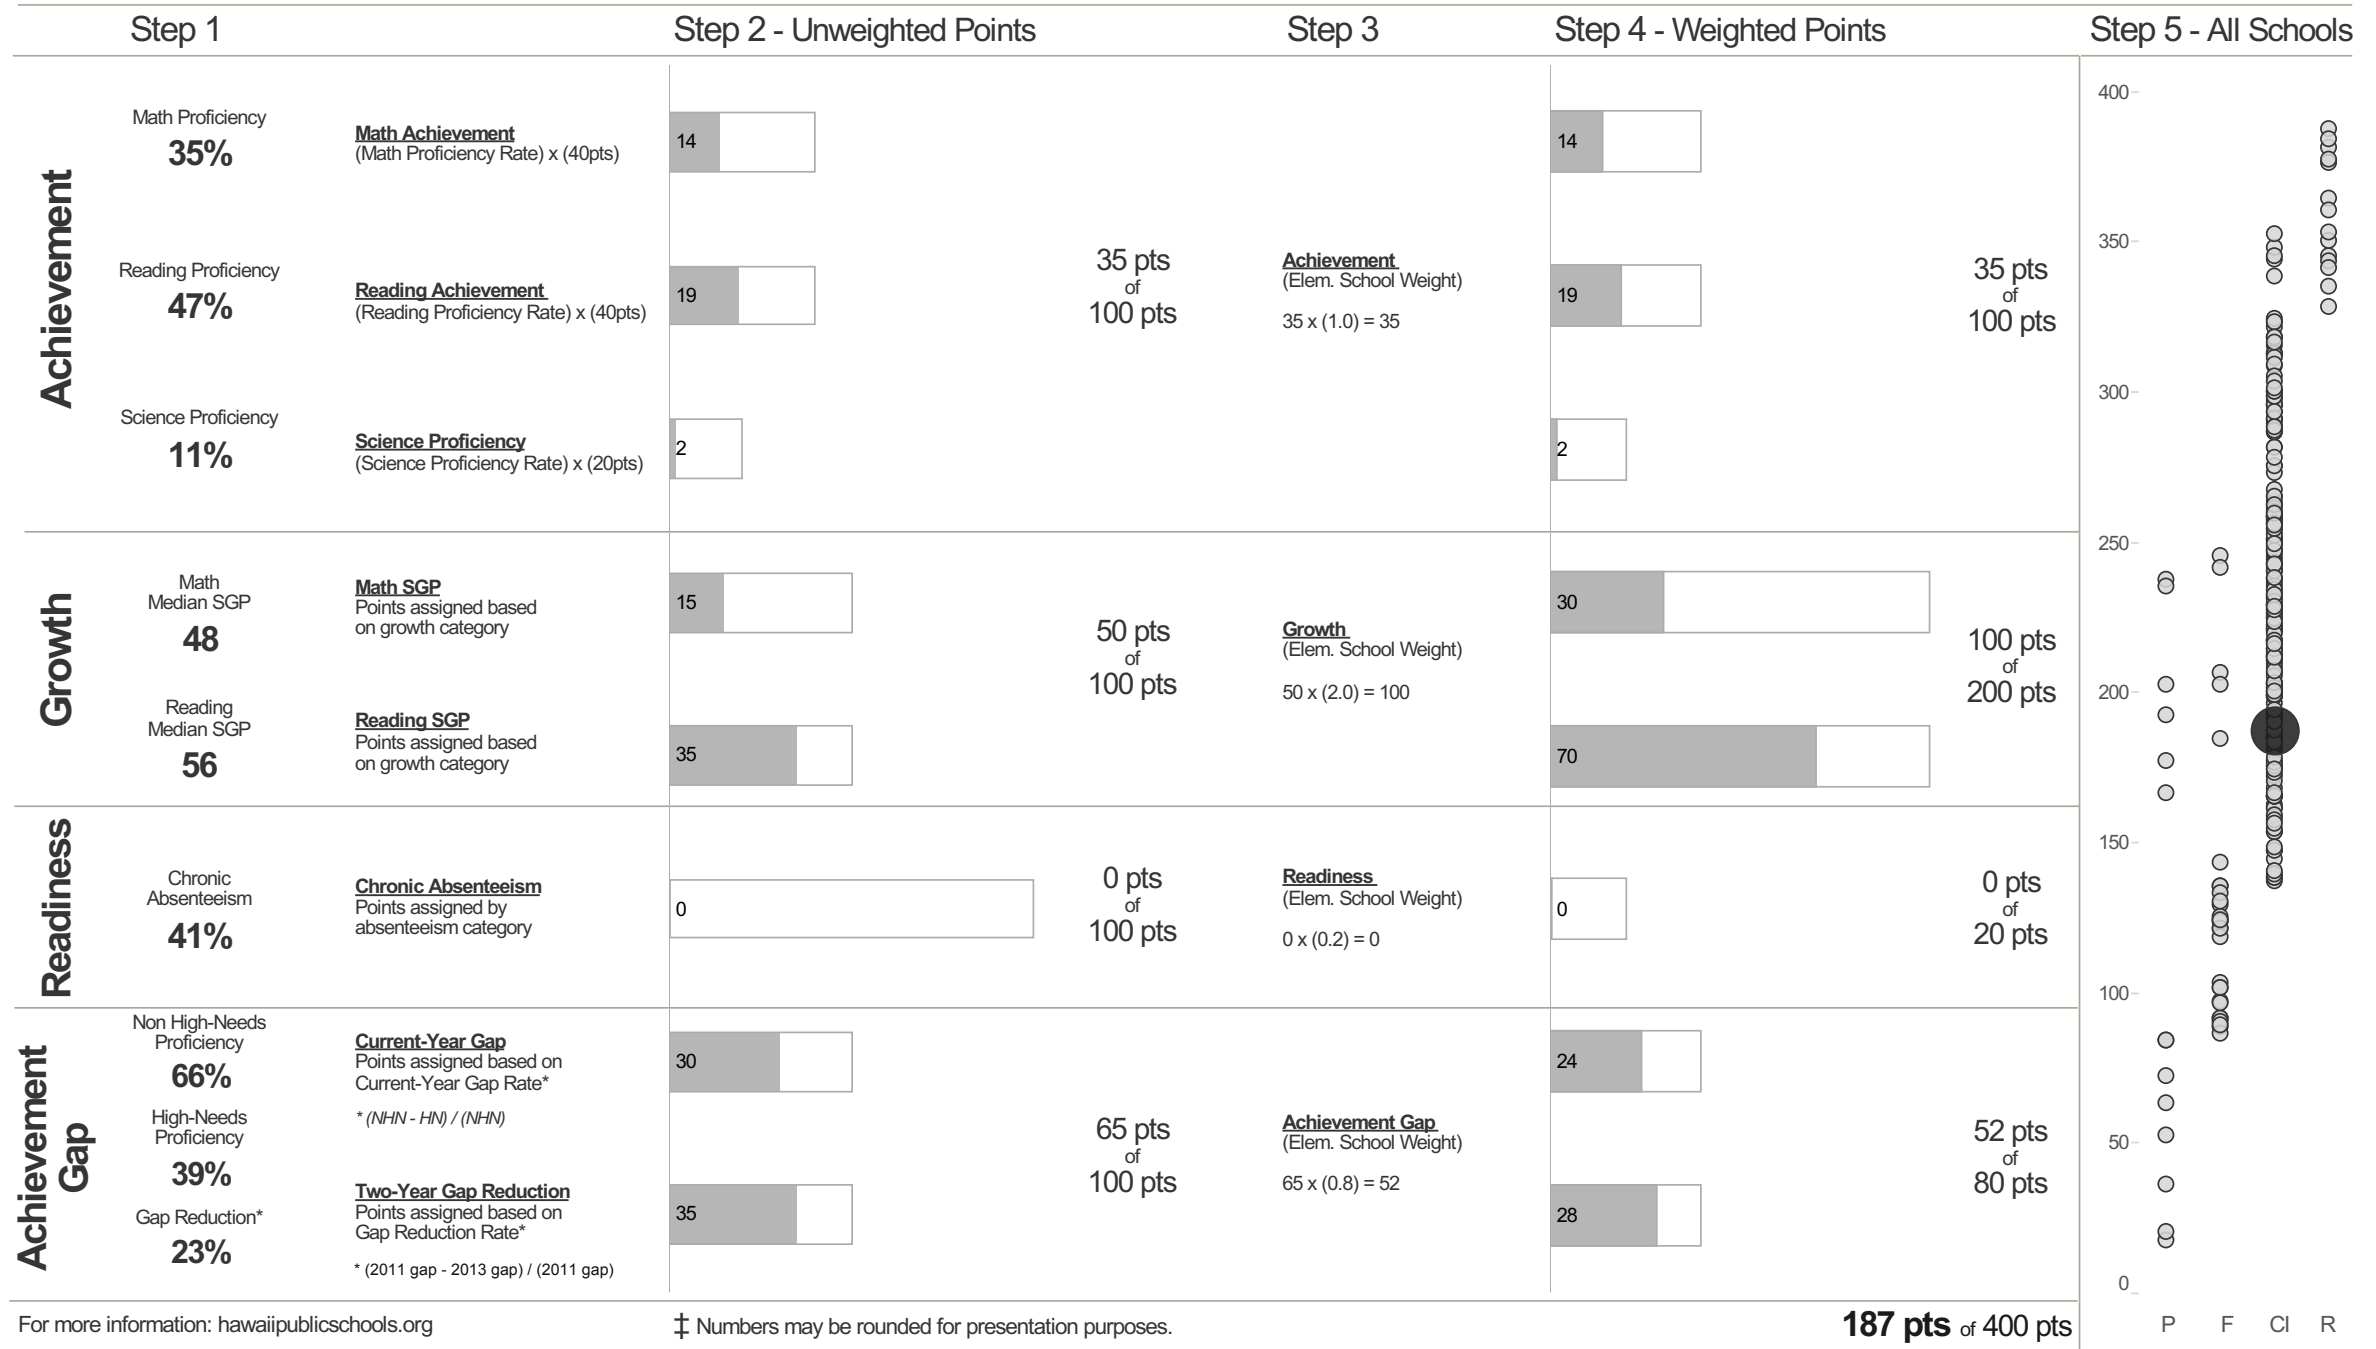 Step 1
Step 2 - Unweighted Points
Step 3
Step 4 - Weighted Points
Step 5 - All Schools
Achievement
Math Proficiency
35%
Math Achievement
(Math Proficiency Rate) x (40pts)
14
14
Reading Proficiency
47%
Reading Achievement
(Reading Proficiency Rate) x (40pts)
19
35 pts
of
100 pts
Achievement
(Elem. School Weight)
35 x (1.0) = 35
19
35 pts
of
100 pts
Science Proficiency
11%
Science Proficiency
(Science Proficiency Rate) x (20pts)
2
2
Growth
Math
Median SGP
48
Math SGP
Points assigned based
on growth category
15
50 pts
of
100 pts
Growth
(Elem. School Weight)
50 x (2.0) = 100
30
100 pts
of
200 pts
Reading
Median SGP
56
Reading SGP
Points assigned based
on growth category
35
70
Readiness
Chronic
Absenteeism
41%
Chronic Absenteeism
Points assigned by
absenteeism category
0
0 pts
of
100 pts
Readiness
(Elem. School Weight)
0 x (0.2) = 0
0
0 pts
of
20 pts
Achievement
Gap
Non High-Needs
Proficiency
66%
High-Needs
Proficiency
39%
Gap Reduction*
23%
Current-Year Gap
Points assigned based on
Current-Year Gap Rate*
* (NHN - HN) / (NHN)
Two-Year Gap Reduction
Points assigned based on
Gap Reduction Rate*
* (2011 gap - 2013 gap) / (2011 gap)
30
35
65 pts
of
100 pts
Achievement Gap
(Elem. School Weight)
65 x (0.8) = 52
24
28
52 pts
of
80 pts
400
350
300
250
200
150
100
50
0
P F CI R
For more information: hawaiipublicschools.org
‡ Numbers may be rounded for presentation purposes.
187 pts of 400 pts